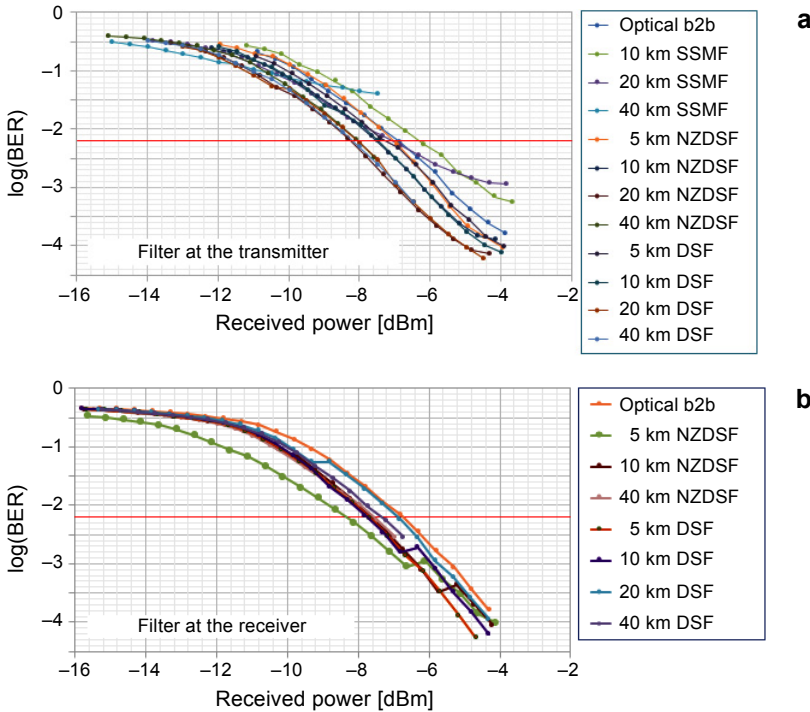 a
0
–1
–2
–3
–4
log(BER)
Filter at the transmitter
–16 –14 –12 –10 –8 –6 –4 –2
Received power [dBm]
Optical b2b
10 km SSMF
20 km SSMF
40 km SSMF
5 km NZDSF
10 km NZDSF
20 km NZDSF
40 km NZDSF
5 km DSF
10 km DSF
20 km DSF
40 km DSF
b
0
–1
–2
–3
–4
log(BER)
Filter at the receiver
–16 –14 –12 –10 –8 –6 –4 –2
Received power [dBm]
Optical b2b
5 km NZDSF
10 km NZDSF
40 km NZDSF
5 km DSF
10 km DSF
20 km DSF
40 km DSF